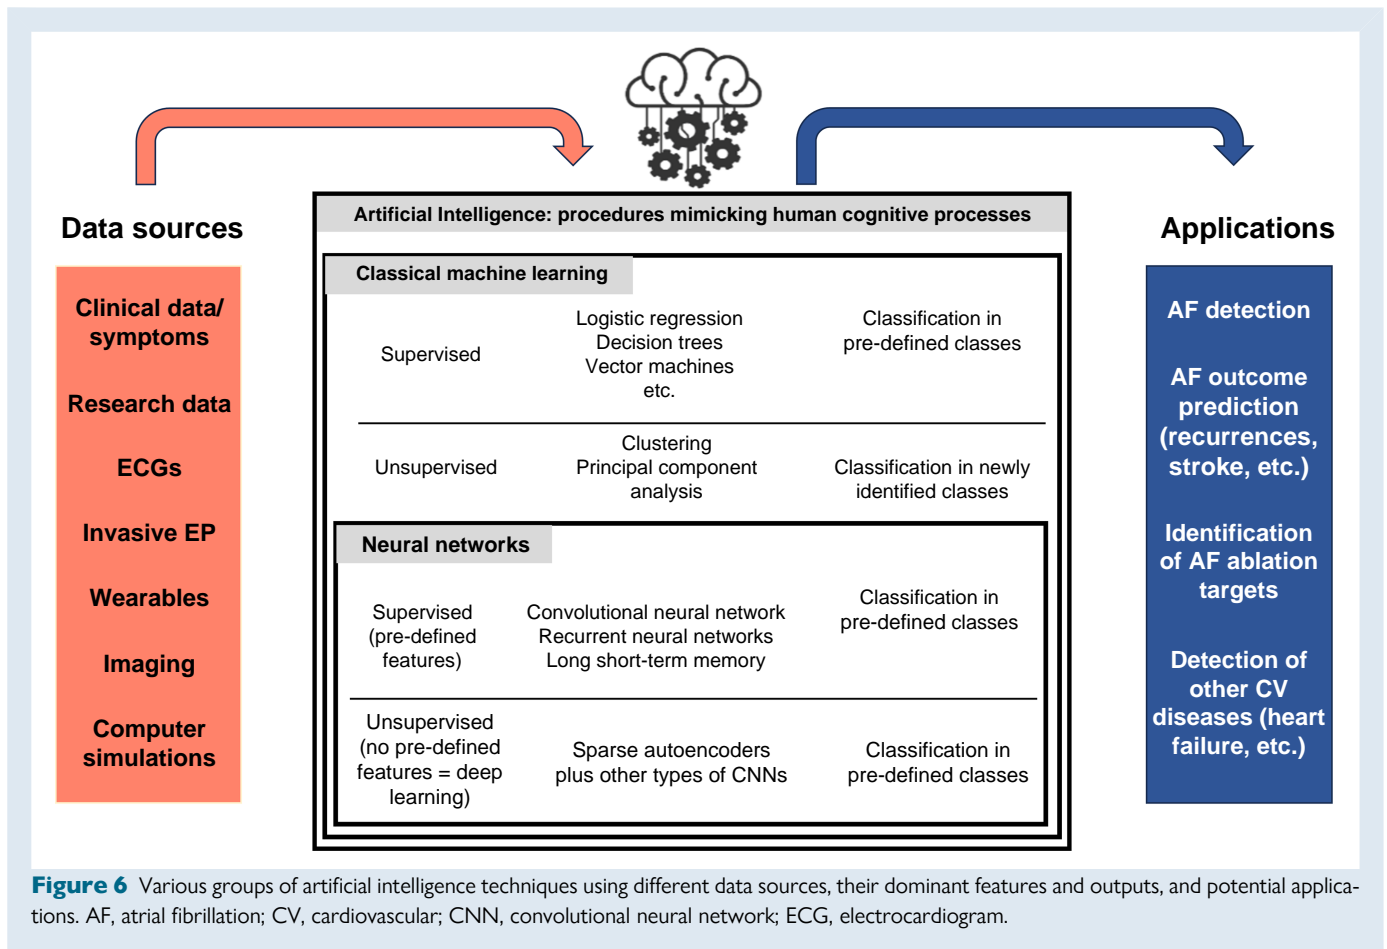 Data sources
Clinical data/
symptoms
Research data
ECGs
Invasive EP
Wearables
Imaging
Computer
simulations
Artificial Intelligence: procedures mimicking human cognitive processes
Classical machine learning
Supervised
Logistic regression
Decision trees
Vector machines
etc.
Classification in
pre-defined classes
Unsupervised
Clustering
Principal component
analysis
Classification in newly
identified classes
Neural networks
Supervised
(pre-defined
features)
Convolutional neural network
Recurrent neural networks
Long short-term memory
Classification in
pre-defined classes
Unsupervised
(no pre-defined
features = deep
learning)
Sparse autoencoders
plus other types of CNNs
Classification in
pre-defined classes
Applications
AF detection
AF outcome
prediction
(recurrences,
stroke, etc.)
Identification
of AF ablation
targets
Detection of
other CV
diseases (heart
failure, etc.)
Figure 6 Various groups of artificial intelligence techniques using different data sources, their dominant features and outputs, and potential applica-
tions. AF, atrial fibrillation; CV, cardiovascular; CNN, convolutional neural network; ECG, electrocardiogram.